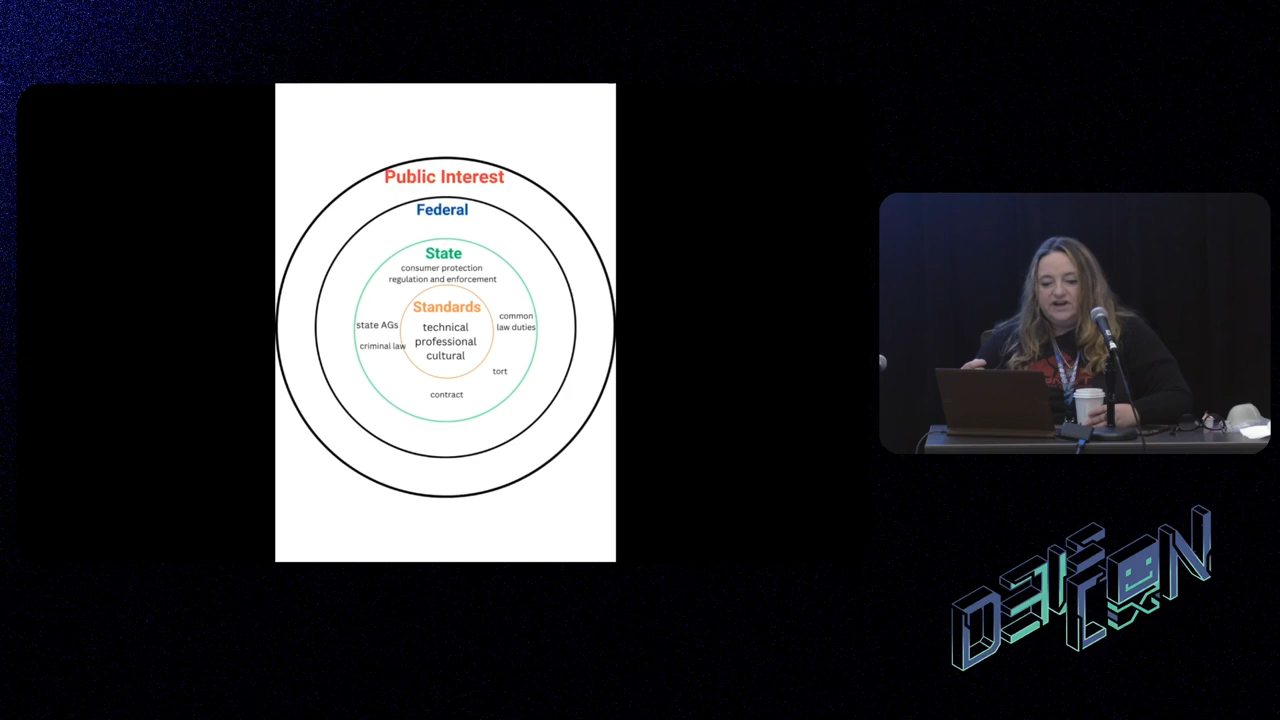 Public Interest
Federal
State
consumer protection
regulation and enforcement
Standards
technical
professional
cultural
state AGs
criminal law
common
law duties
tort
contract
DEF
CON